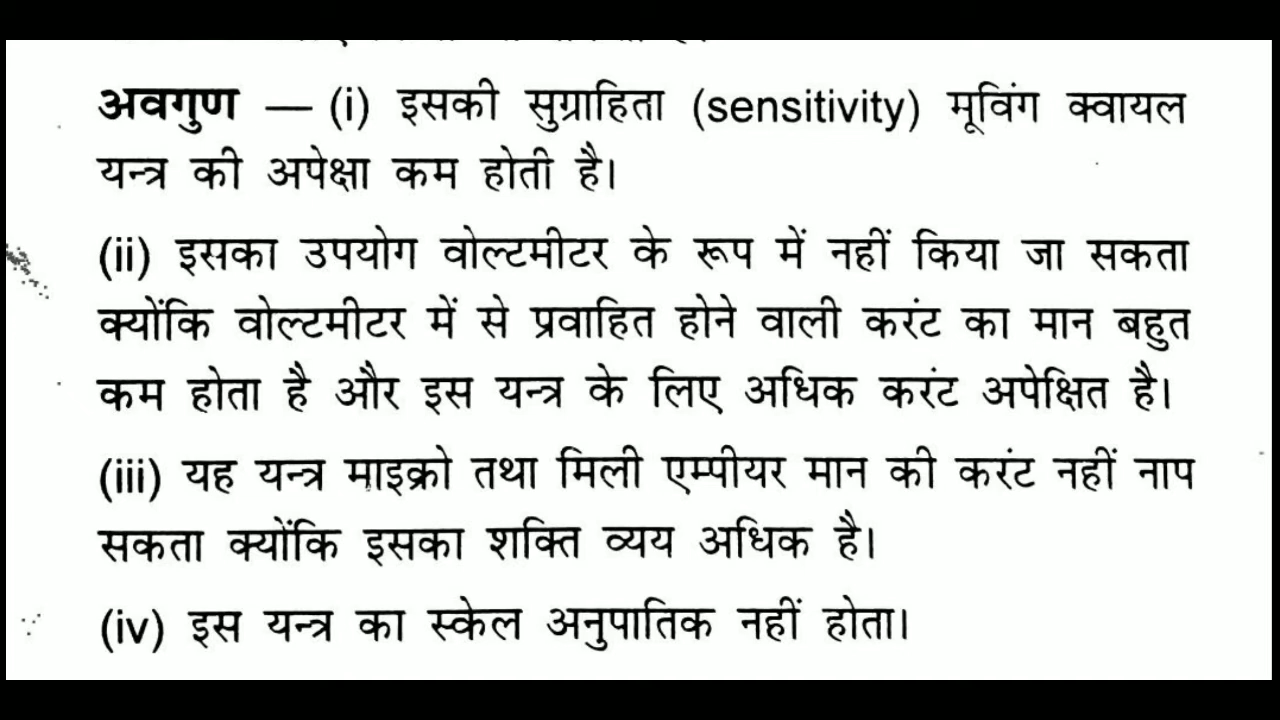 अवगुण — (i) इसकी सुग्राहिता (sensitivity) मूविंग क्वायल
यन्त्र की अपेक्षा कम होती है।
(ii) इसका उपयोग वोल्टमीटर के रूप में नहीं किया जा सकता
क्योंकि वोल्टमीटर में से प्रवाहित होने वाली करंट का मान बहुत
कम होता है और इस यन्त्र के लिए अधिक करंट अपेक्षित है।
(iii) यह यन्त्र माइक्रो तथा मिली एम्पीयर मान की करंट नहीं नाप
सकता क्योंकि इसका शक्ति व्यय अधिक है।
(iv) इस यन्त्र का स्केल अनुपातिक नहीं होता।